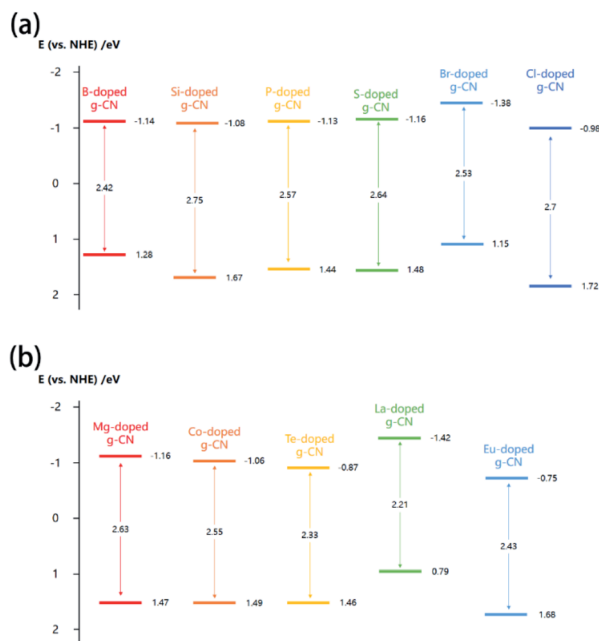 (a)
E (vs. NHE) /eV
-2
-1
0
1
2
B-doped
g-CN
-1.14
2.42
1.28
Si-doped
g-CN
-1.08
2.75
1.67
P-doped
g-CN
-1.13
2.57
1.44
S-doped
g-CN
-1.16
2.64
1.48
Br-doped
g-CN
-1.38
2.53
1.15
Cl-doped
g-CN
-0.98
2.7
1.72
(b)
E (vs. NHE) /eV
-2
-1
0
1
2
Mg-doped
g-CN
-1.16
2.63
1.47
Co-doped
g-CN
-1.06
2.55
1.49
Te-doped
g-CN
-0.87
2.33
1.46
La-doped
g-CN
-1.42
2.21
0.79
Eu-doped
g-CN
-0.75
2.43
1.68